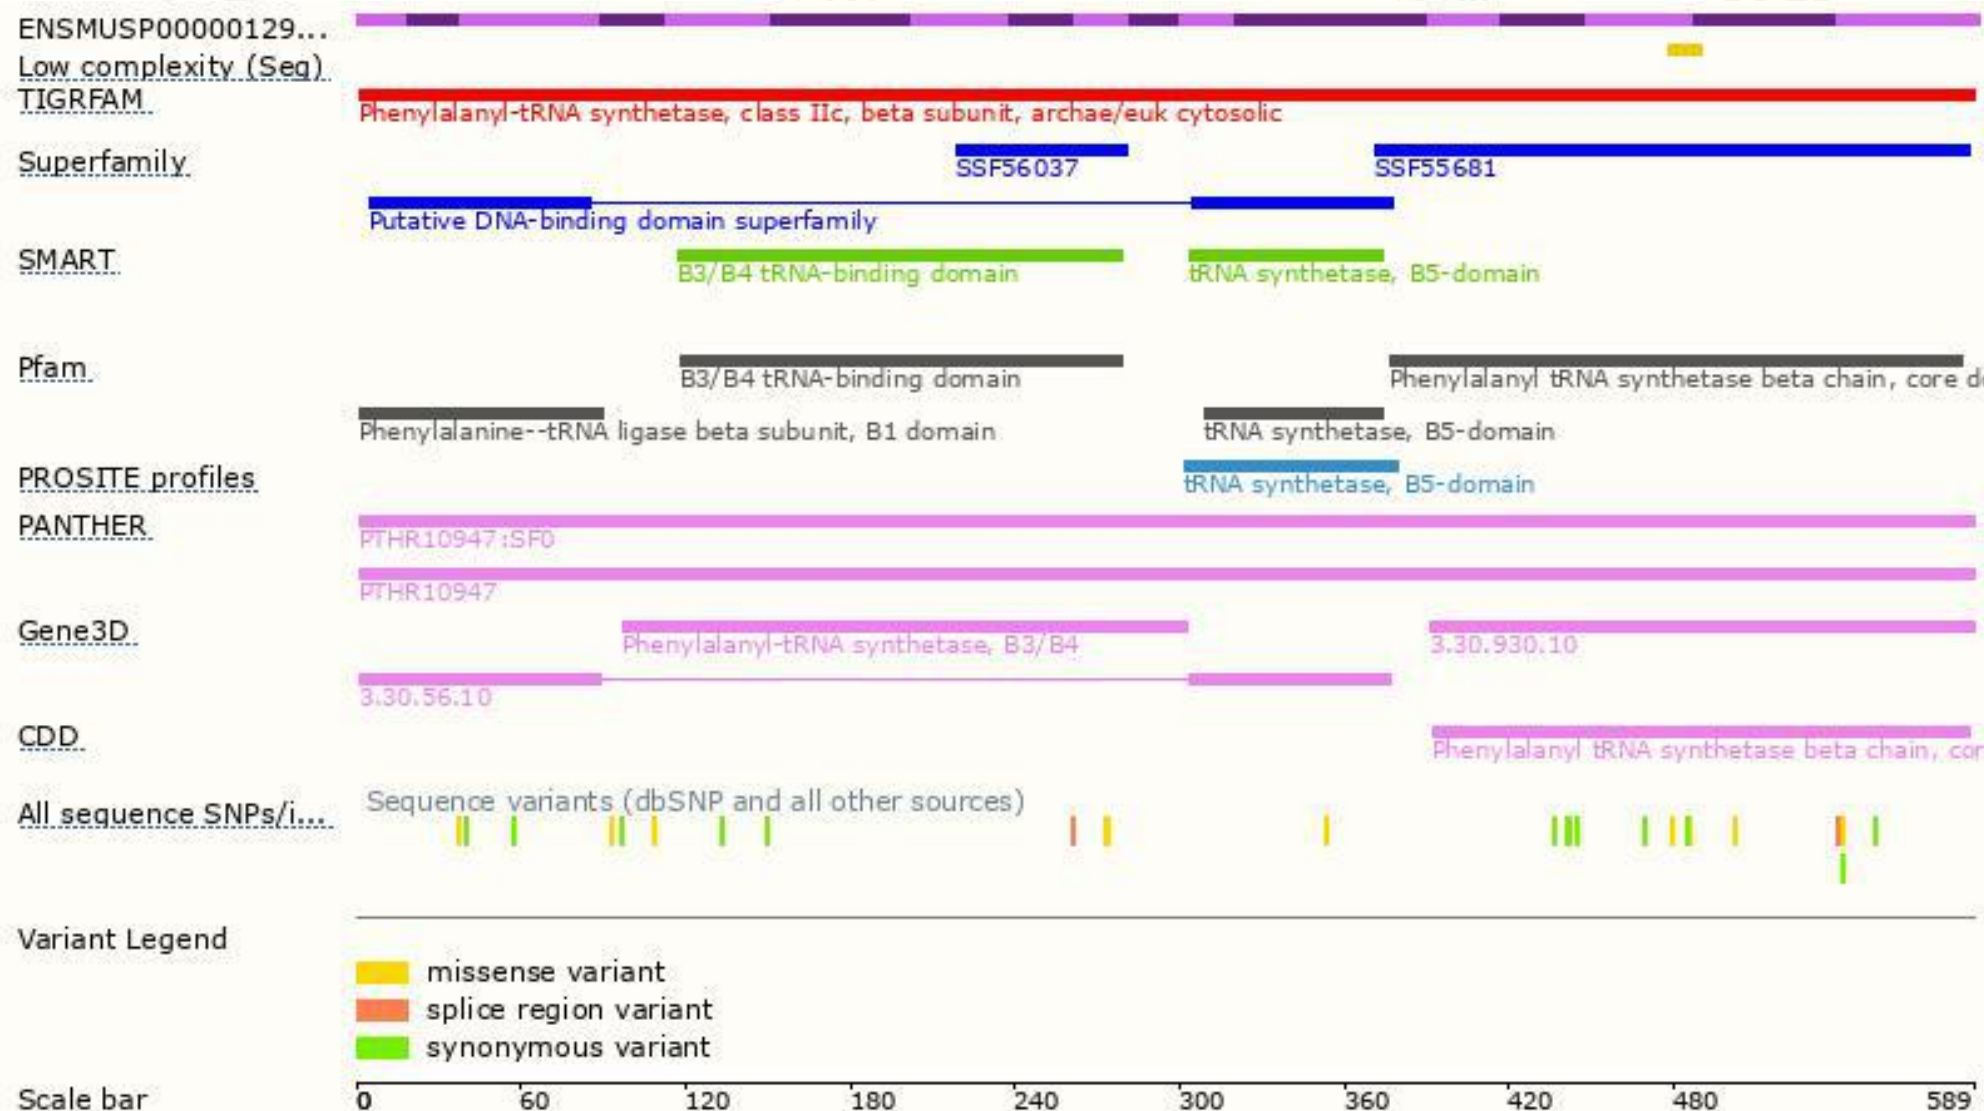 ENSMUSP00000129...
Low complexity (Seg)
TIGRFAM
Phenylalanyl-tRNA synthetase, class IIc, beta subunit, archae/euk cytosolic
Superfamily
SSF56037
SSF55681
Putative DNA-binding domain superfamily
SMART
B3/B4 tRNA-binding domain
tRNA synthetase, B5-domain
Pfam
B3/B4 tRNA-binding domain
Phenylalanyl tRNA synthetase beta chain, core d
Phenylalanine--tRNA ligase beta subunit, B1 domain
tRNA synthetase, B5-domain
PROSITE profiles
tRNA synthetase, B5-domain
PANTHER
PTHR10947:SF0
PTHR10947
Gene3D
Phenylalanyl-tRNA synthetase, B3/B4
3.30.930.10
3.30.56.10
CDD
Phenylalanyl tRNA synthetase beta chain, cor
All sequence SNPs/i...
Sequence variants (dbSNP and all other sources)
Variant Legend
missense variant
splice region variant
synonymous variant
Scale bar
0 60 120 180 240 300 360 420 480 589